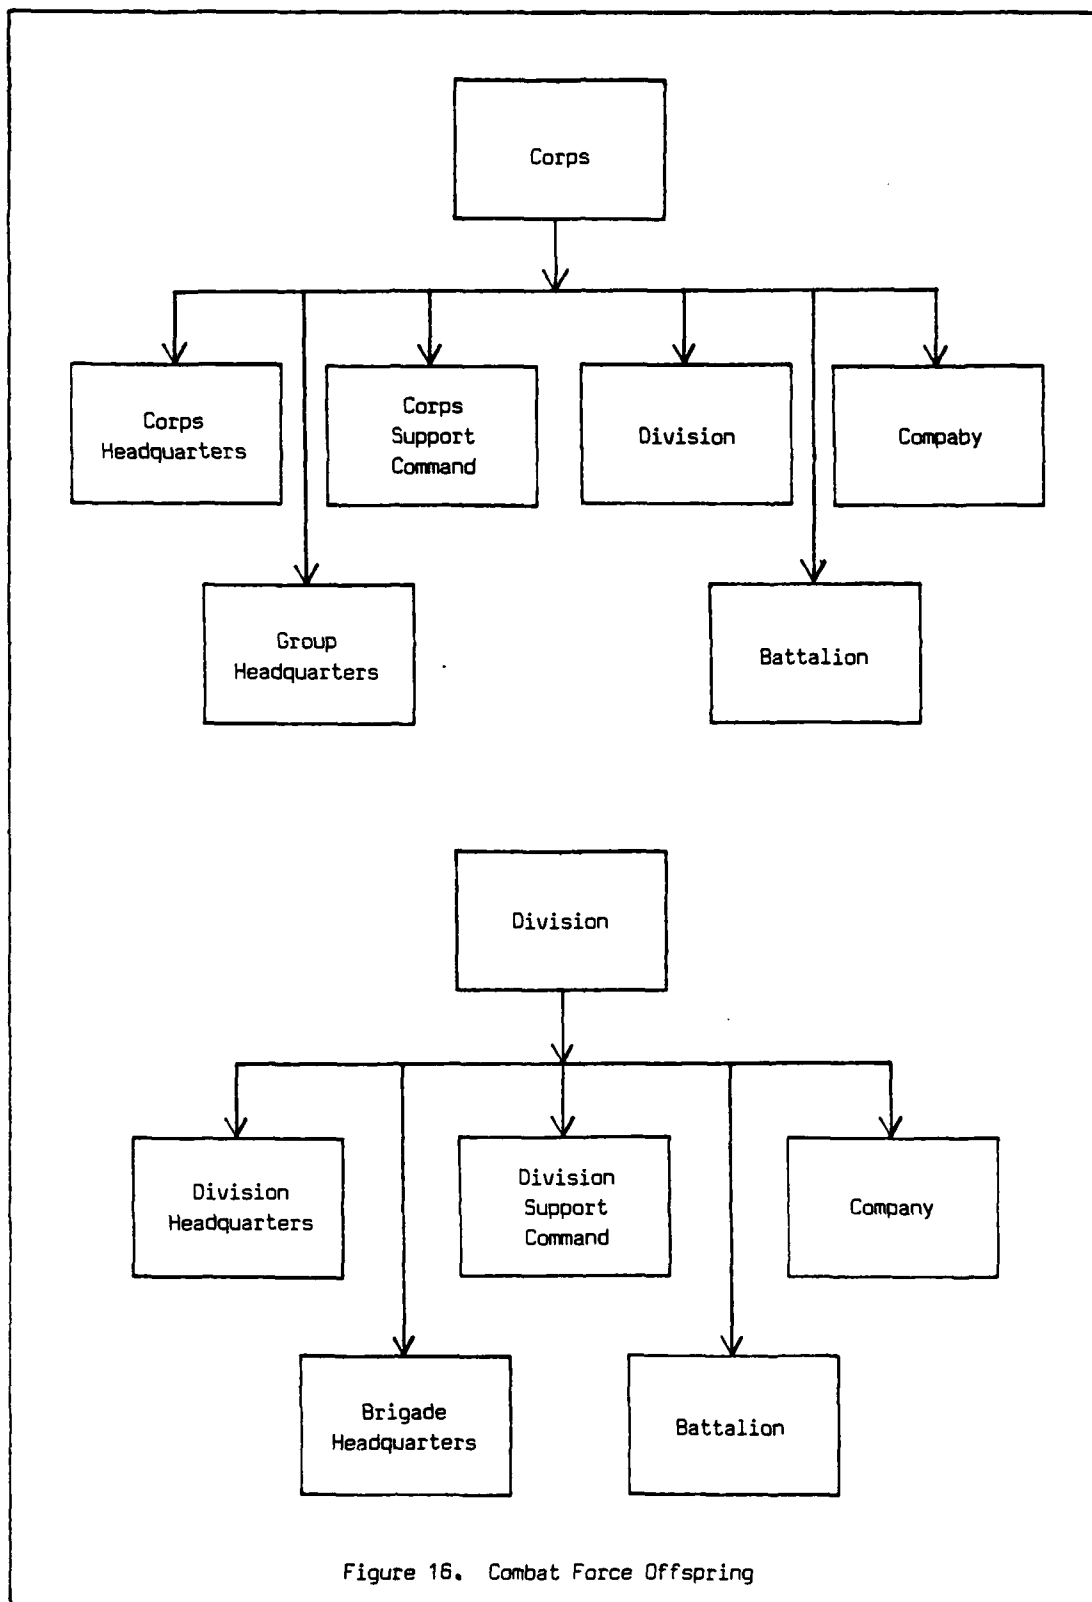 Corps
Corps
Headquarters
Corps
Support
Command
Division
Compaby
Group
Headquarters
Battalion
Division
Division
Headquarters
Division
Support
Command
Company
Brigade
Headquarters
Battalion
Figure 16. Combat Force Offspring